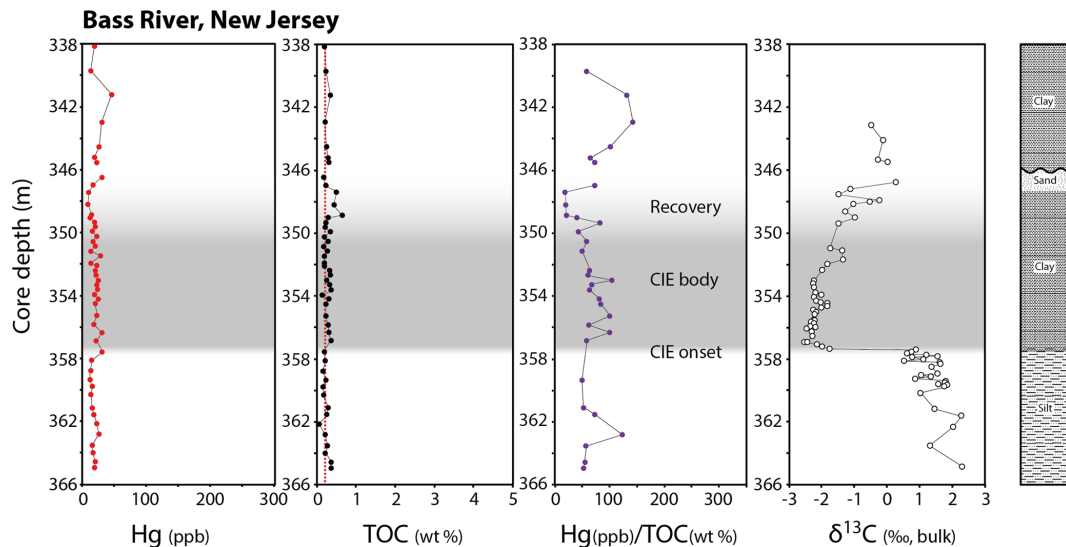 Bass River, New Jersey
338 338 338 338
342 342 342 342
346 346 346 346
350 350 350 350
354 354 354 354
358 358 358 358
362 362 362 362
366 366 366 366
Core depth (m)
Recovery
CIE body
CIE onset
Clay
Sand
Clay
Silt
0 100 200 300
0 1 2 3 4 5
0 100 200 300
-3 -2 -1 0 1 2 3
Hg (ppb)
TOC (wt %)
Hg(ppb)/TOC(wt %)
δ¹³C (‰, bulk)